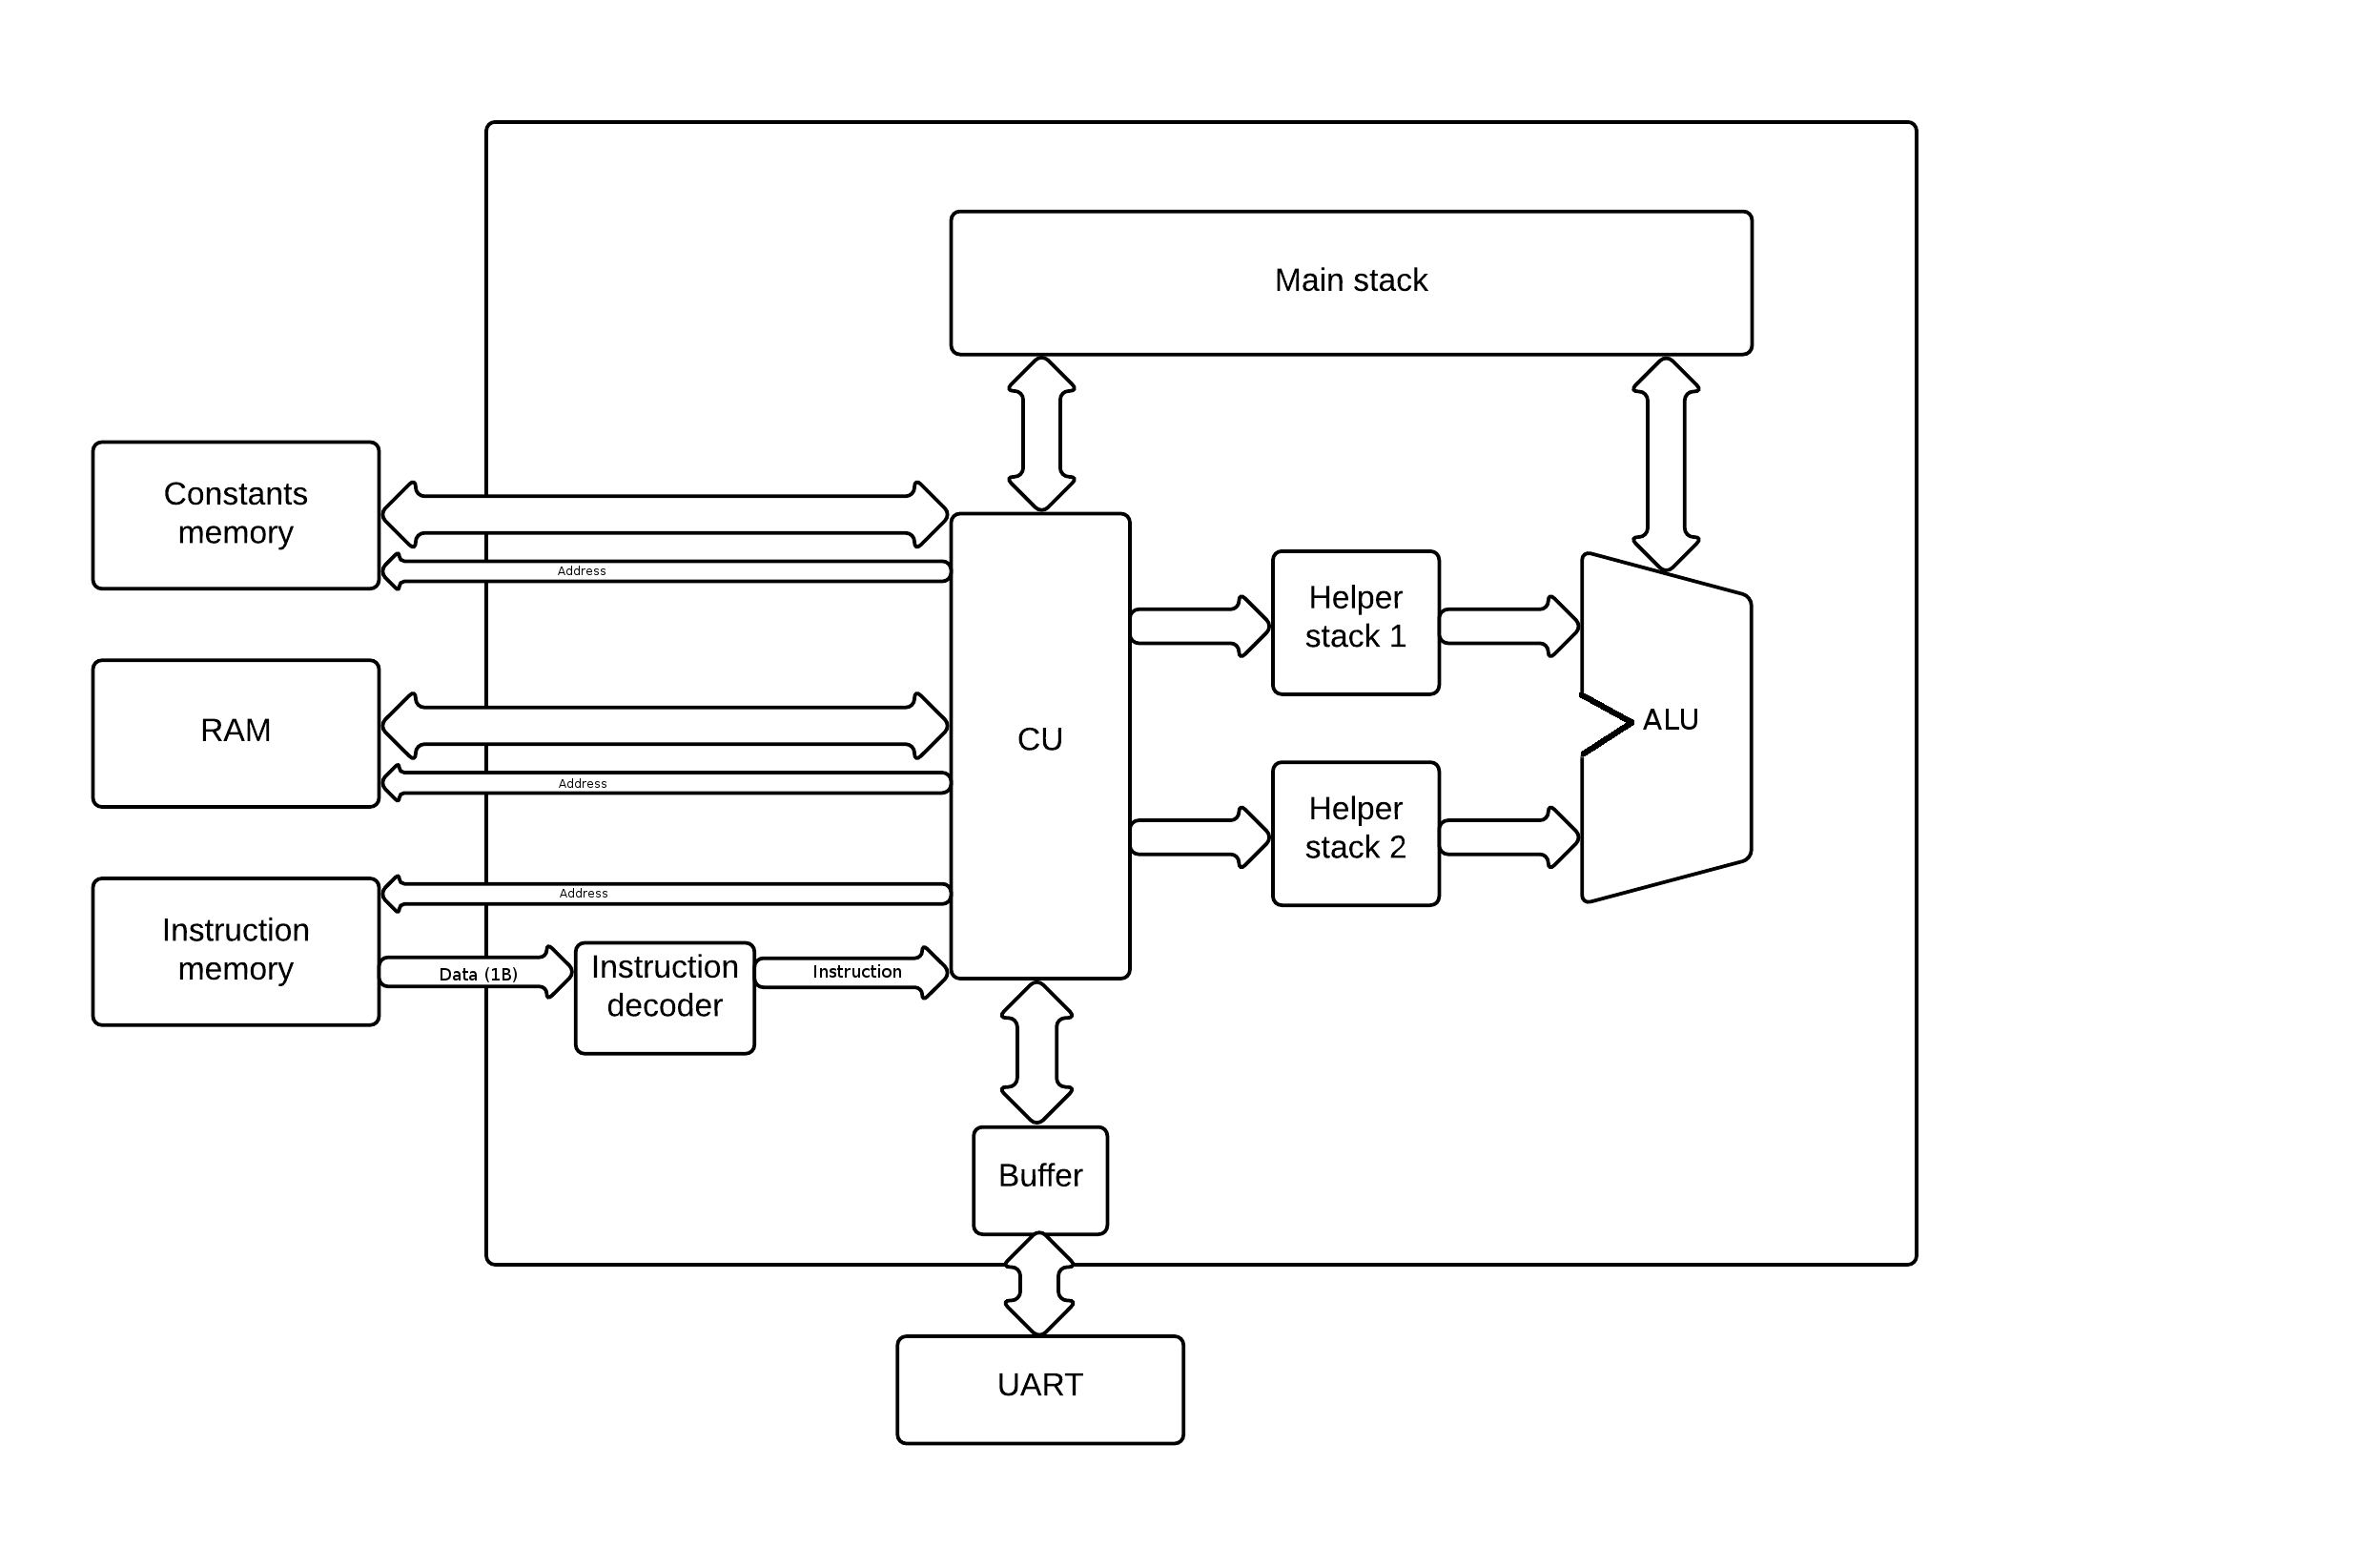 Main stack
Constants
memory
Address
Helper
stack 1
RAM
CU
ALU
Address
Helper
stack 2
Address
Instruction
memory
Data (1B)
Instruction
decoder
Instruction
Buffer
UART